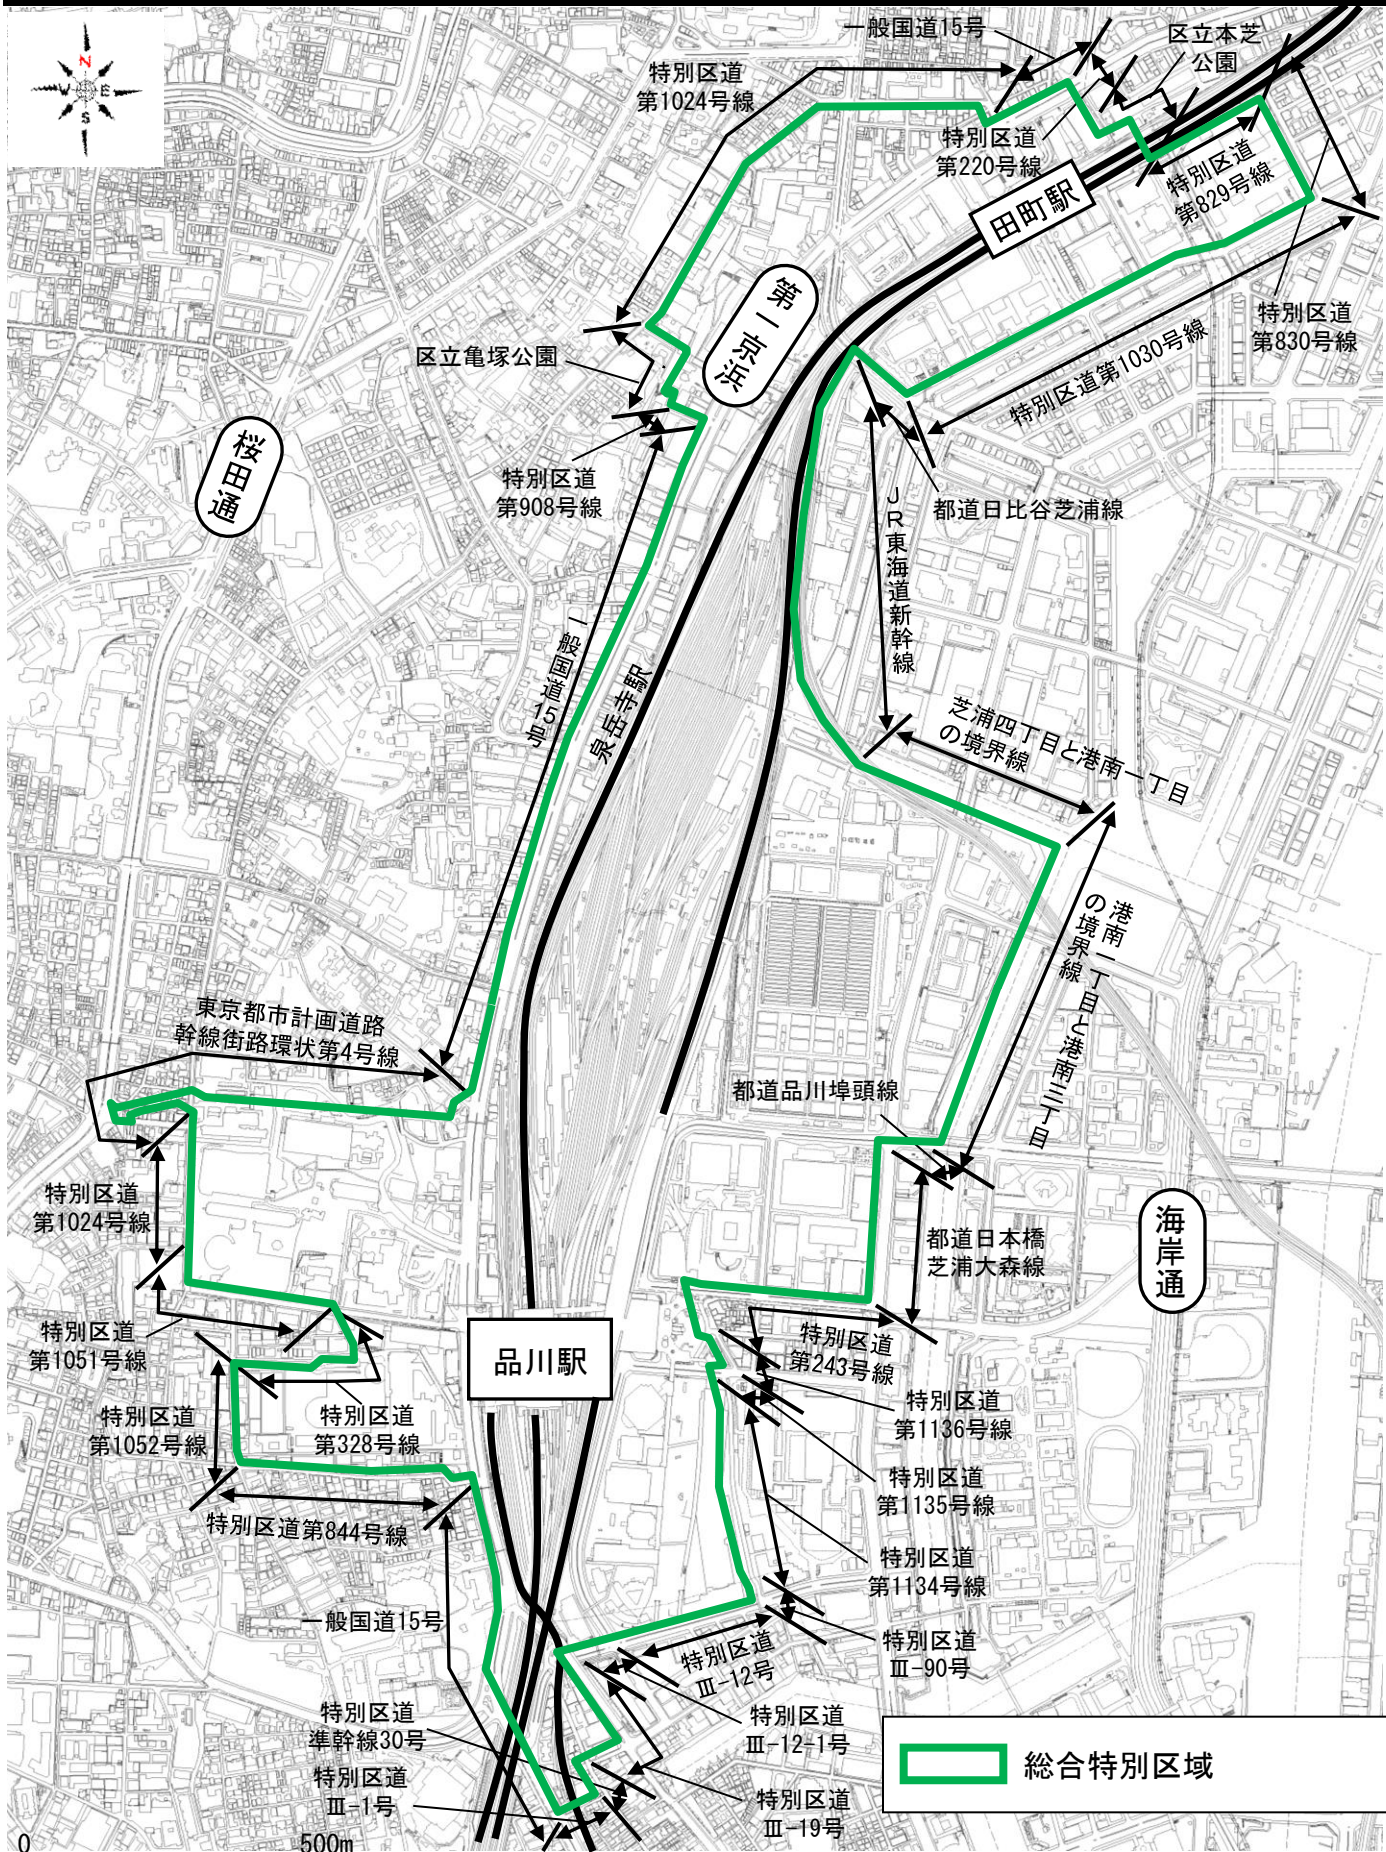 N
W
E
S
一般国道15号
区立本芝
公園
特別区道
第1024号線
特別区道
第220号線
特別区道
第829号線
田町駅
第一京浜
特別区道
第830号線
区立亀塚公園
特別区道第1030号線
桜田通
特別区道
第908号線
都道日比谷芝浦線
JR東海道新幹線
一般国道15号
泉岳寺駅
芝浦四丁目と港南一丁目
の境界線
港南一丁目と港南三丁目
の境界線
東京都市計画道路
幹線街路環状第4号線
都道品川埠頭線
特別区道
第1024号線
都道日本橋
芝浦大森線
海岸通
特別区道
第1051号線
品川駅
特別区道
第243号線
特別区道
第1052号線
特別区道
第328号線
特別区道
第1136号線
特別区道
第1135号線
特別区道第844号線
特別区道
第1134号線
一般国道15号
特別区道
Ⅲ-12号
特別区道
Ⅲ-90号
特別区道
準幹線30号
特別区道
Ⅲ-12-1号
特別区道
Ⅲ-1号
特別区道
Ⅲ-19号
総合特別区域
0
500m